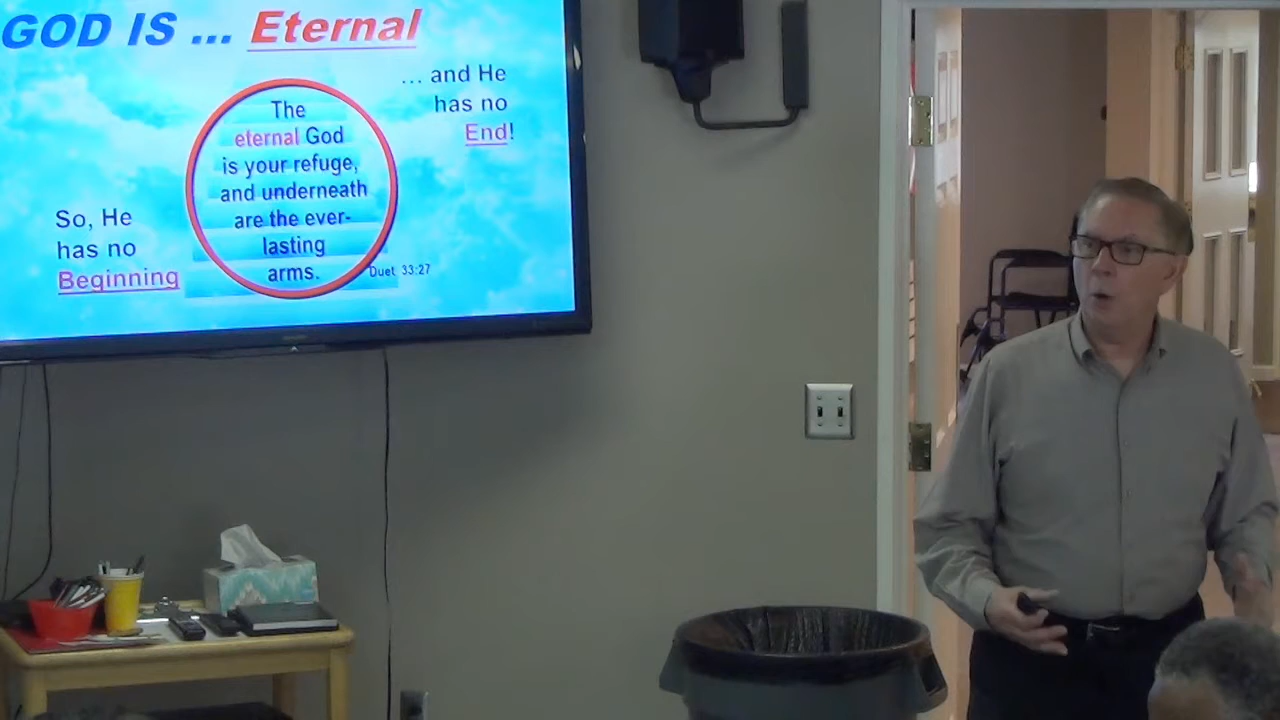 GOD IS ... Eternal
... and He
has no
End!
The
eternal God
is your refuge,
and underneath
are the ever-
lasting
arms.
Duet 33:27
So, He
has no
Beginning